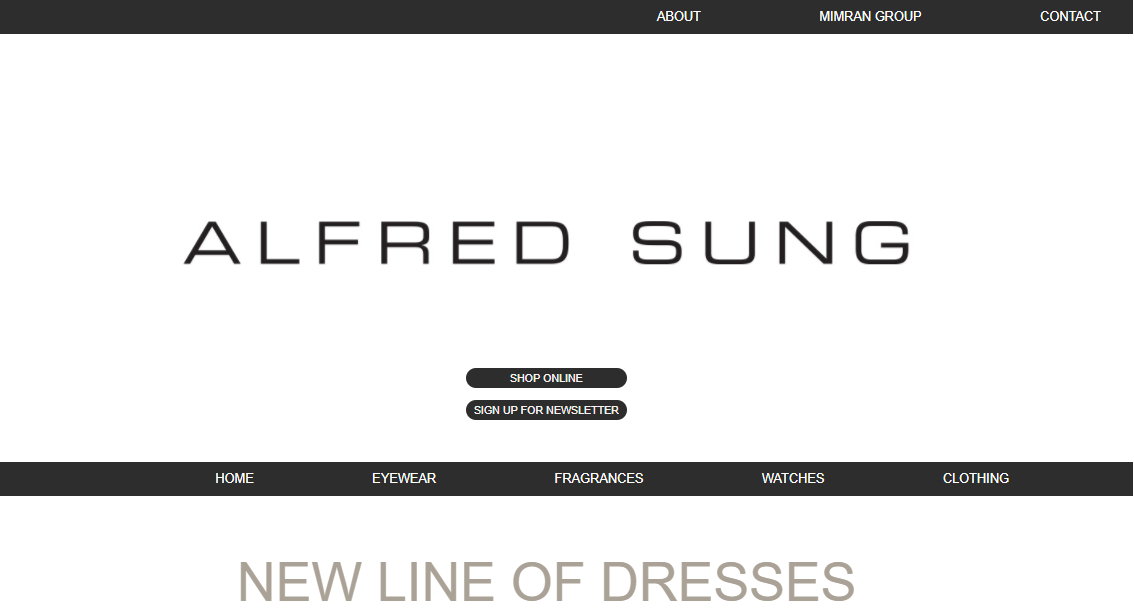 ABOUT MIMRAN GROUP CONTACT
ALFRED SUNG
SHOP ONLINE
SIGN UP FOR NEWSLETTER
HOME EYEWEAR FRAGRANCES WATCHES CLOTHING
NEW LINE OF DRESSES